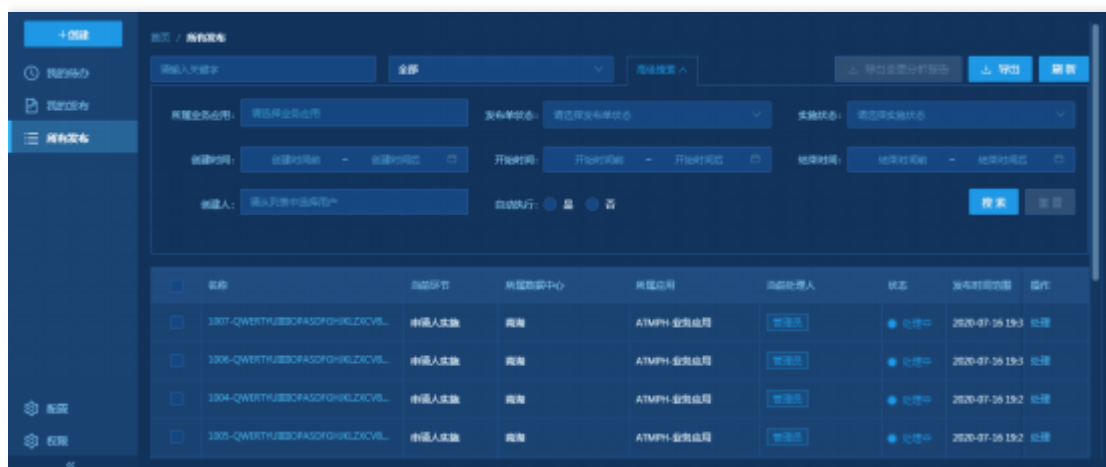 +创建
首页 / 所有发布
我的待办
我的发布
所有发布
配置
权限
请输入关键字 全部 高级搜索 导出变更分析报告 导出 刷新
所属业务应用: 请选择业务应用 发布单状态: 请选择发布单状态 实施状态: 请选择实施状态
创建时间: 创建时间前 - 创建时间后 开始时间: 开始时间前 - 开始时间后 结束时间: 结束时间前 - 结束时间后
创建人: 请从列表中选择用户 自动执行: 是 否 搜索 重置
名称 当前环节 所属数据中心 所属应用 当前处理人 状态 发布时间范围 操作
1007-QWERTYUIIIOPASDFGHJKLZXCVB... 申请人实施 南海 ATMPH-业务应用 管理员 处理中 2020-07-16 19:3 处理
1006-QWERTYUIIIOPASDFGHJKLZXCVB... 申请人实施 南海 ATMPH-业务应用 管理员 处理中 2020-07-16 19:3 处理
1004-QWERTYUIIIOPASDFGHJKLZXCVB... 申请人实施 南海 ATMPH-业务应用 管理员 处理中 2020-07-16 19:2 处理
1005-QWERTYUIIIOPASDFGHJKLZXCVB... 申请人实施 南海 ATMPH-业务应用 管理员 处理中 2020-07-16 19:2 处理